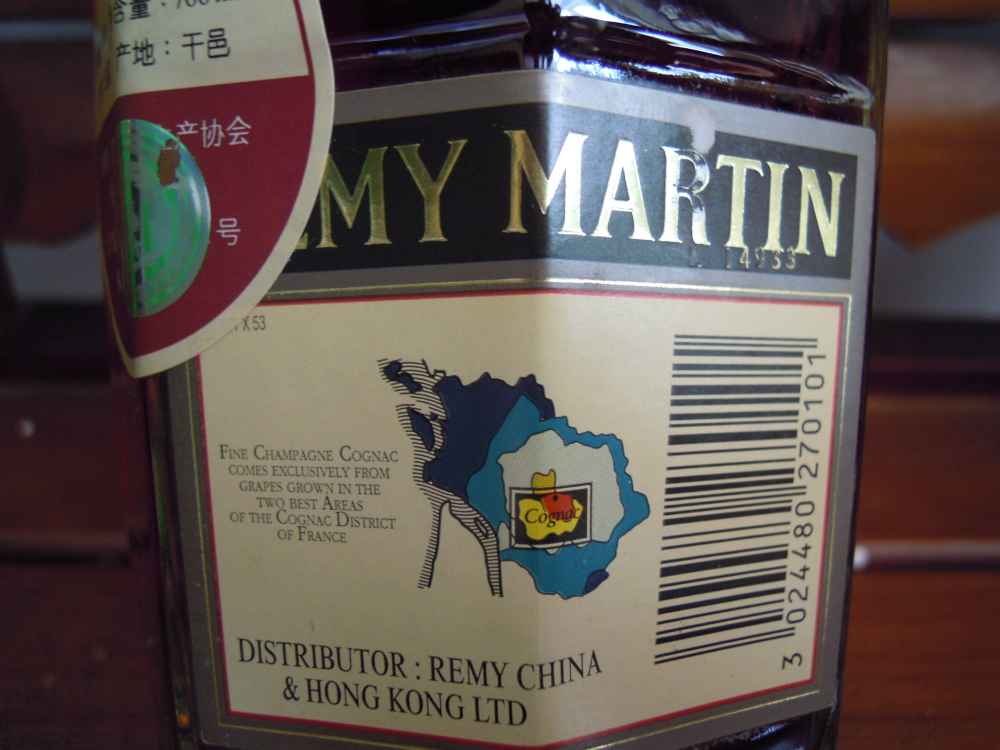 产地：干邑
产协会
号
REMY MARTIN
14933
X 53
FINE CHAMPAGNE COGNAC
COMES EXCLUSIVELY FROM
GRAPES GROWN IN THE
TWO BEST AREAS
OF THE COGNAC DISTRICT
OF FRANCE
Cognac
3 024480 270101
DISTRIBUTOR : REMY CHINA
& HONG KONG LTD